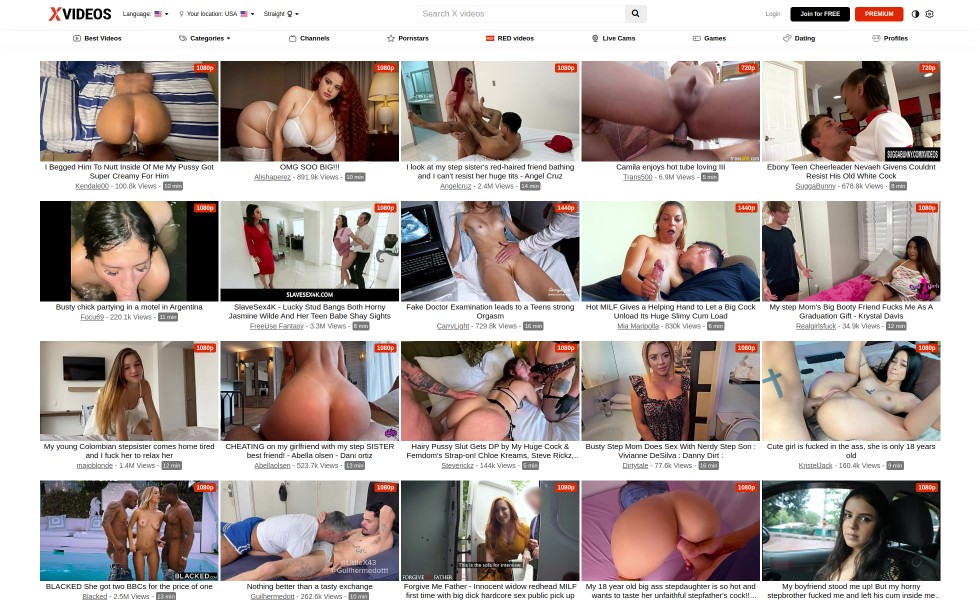 XVIDEOS
Language:
Your location: USA
Straight
Search X videos
Login
Join for FREE
PREMIUM
Best Videos
Categories
Channels
Pornstars
RED videos
Live Cams
Games
Dating
Profiles
1080p
1080p
1080p
720p
720p
SUGGABUNNYCOMXVIDEOS
I Begged Him To Nutt Inside Of Me My Pussy Got
Super Creamy For Him
Kendale00 - 100.8k Views - 10 min
OMG SOO BIG!!!
Alishaperez - 891.9k Views - 10 min
I look at my step sister's red-haired friend bathing
and I can't resist her huge tits - Angel Cruz
Angelcruz - 2.4M Views - 14 min
Camila enjoys hot tube loving III
Trans500 - 6.9M Views - 5 min
Ebony Teen Cheerleader Nevaeh Givens Couldnt
Resist His Old White Cock
SuggaBunny - 678.8k Views - 8 min
1080p
1080p
1440p
1440p
1080p
SLAVESEX4K.COM
Busty chick partying in a motel in Argentina
Focu69 - 220.1k Views - 11 min
SlaveSex4K - Lucky Stud Bangs Both Horny
Jasmine Wilde And Her Teen Babe Shay Sights
FreeUse Fantasy - 3.3M Views - 8 min
Fake Doctor Examination leads to a Teens strong
Orgasm
CarryLight - 729.8k Views - 16 min
Hot MILF Gives a Helping Hand to Let a Big Cock
Unload Its Huge Slimy Cum Load
Mia Maripolla - 830k Views - 6 min
My step Mom's Big Booty Friend Fucks Me As A
Graduation Gift - Krystal Davis
Realgirlsfuck - 34.9k Views - 12 min
1080p
1080p
1080p
1080p
1080p
My young Colombian stepsister comes home tired
and I fuck her to relax her
majoblonde - 1.4M Views - 12 min
CHEATING on my girlfriend with my step SISTER
best friend! - Abella olsen - Dani ortiz
Abellaolsen - 523.7k Views - 13 min
Hairy Pussy Slut Gets DP by My Huge Cock &
Femdom's Strap-on! Chloe Kreams, Steve Rickz,..
Steverickz - 144k Views - 5 min
Busty Step Mom Does Sex With Nerdy Step Son :
Vivianne DeSilva : Danny Dirt :
Dirtytale - 77.6k Views - 16 min
Cute girl is fucked in the ass, she is only 18 years
old
KristelJack - 160.4k Views - 9 min
1080p
1080p
1080p
1080p
1080p
BLACKED
Guilhermedottt
FORGIVE FATHER
This is the sofa for interview.
BLACKED She got two BBCs for the price of one
Blacked - 2.5M Views - 13 min
Nothing better than a tasty exchange
Guilhermedott - 262.6k Views - 10 min
Forgive Me Father - Innocent widow redhead MILF
first time with big dick hardcore sex public pick up
My 18 year old big ass stepdaughter is so hot and
wants to taste her unfaithful stepfather's cock!!...
My boyfriend stood me up! But my horny
stepbrother fucked me and left his cum inside me..